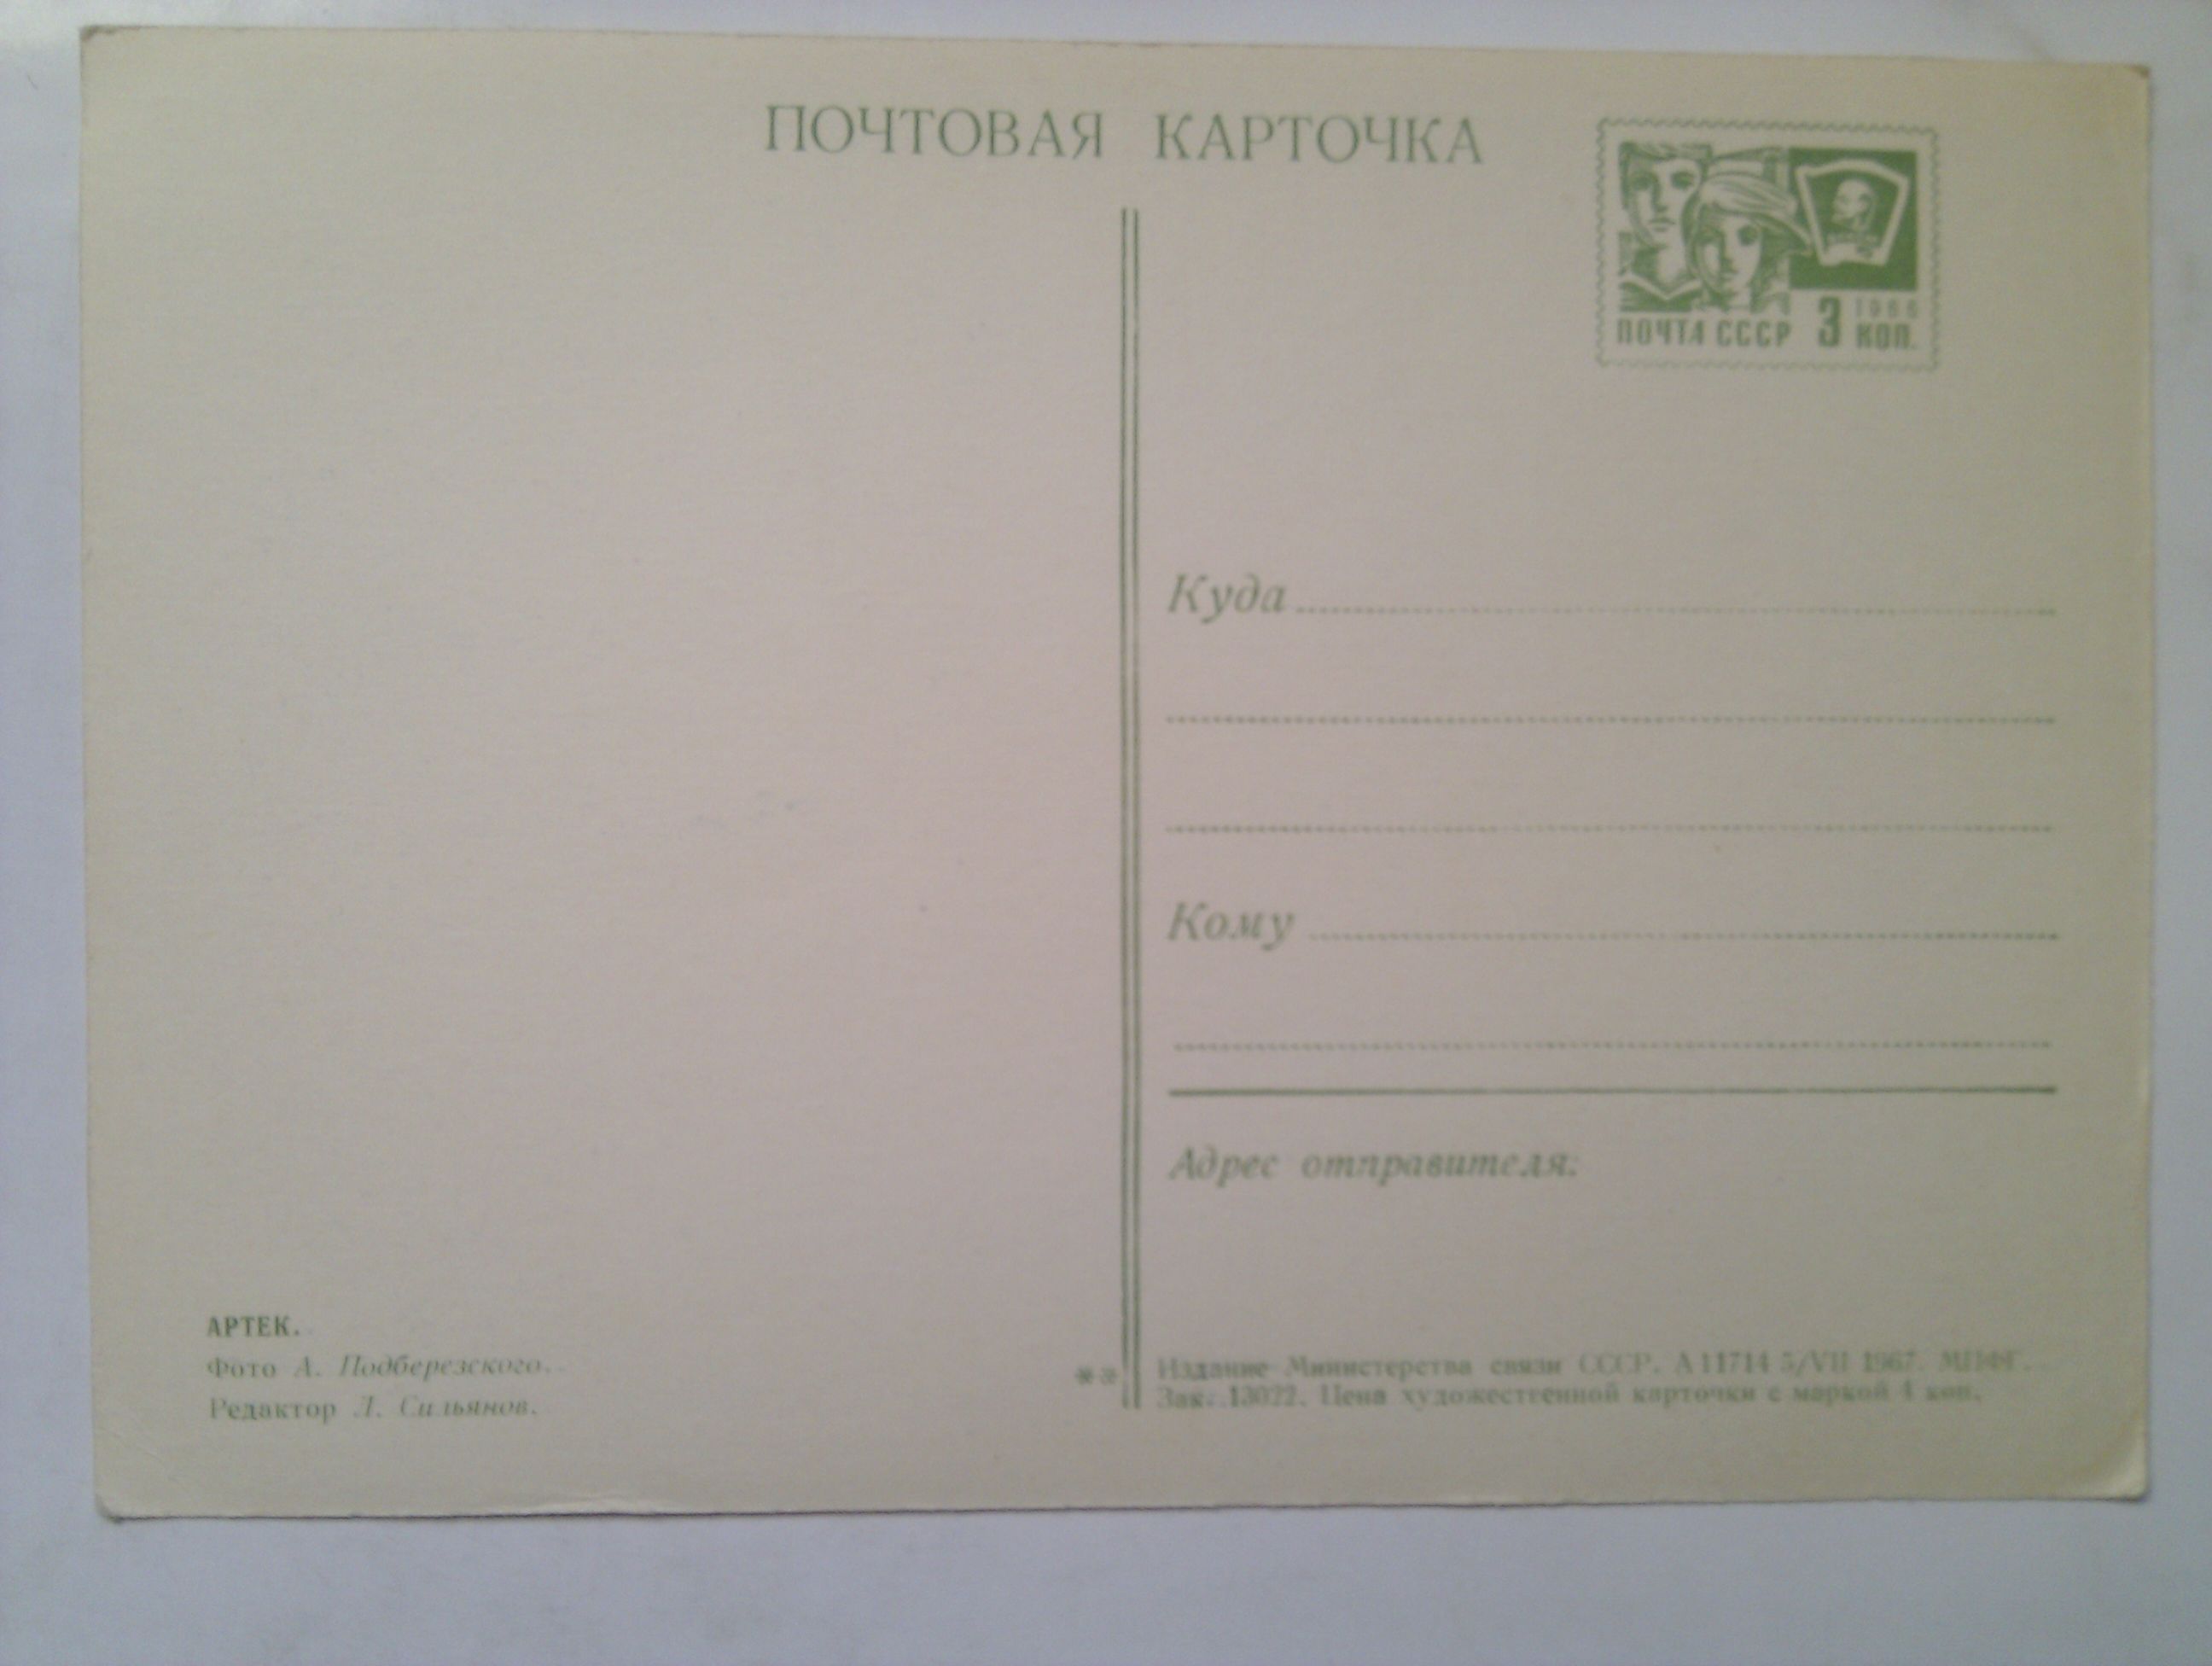 ПОЧТОВАЯ КАРТОЧКА
ПОЧТА СССР 3 1966 КОП.
Куда
Кому
Адрес отправителя:
АРТЕК.
Фото А. Подберезского.
Редактор Л. Сильянов.
Издание Министерства связи СССР. А 11714 5/VII 1967. МПФГ.
Зак. 13022. Цена художественной карточки с маркой 4 коп.